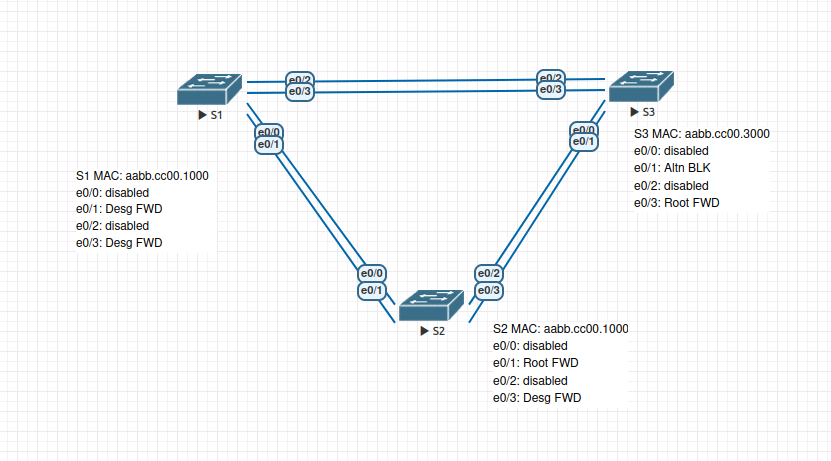 e0/2
e0/3
e0/2
e0/3
S1
S3
e0/0
e0/1
e0/0
e0/1
S3 MAC: aabb.cc00.3000
e0/0: disabled
e0/1: Altn BLK
e0/2: disabled
e0/3: Root FWD
S1 MAC: aabb.cc00.1000
e0/0: disabled
e0/1: Desg FWD
e0/2: disabled
e0/3: Desg FWD
e0/0
e0/1
e0/2
e0/3
S2
S2 MAC: aabb.cc00.1000
e0/0: disabled
e0/1: Root FWD
e0/2: disabled
e0/3: Desg FWD